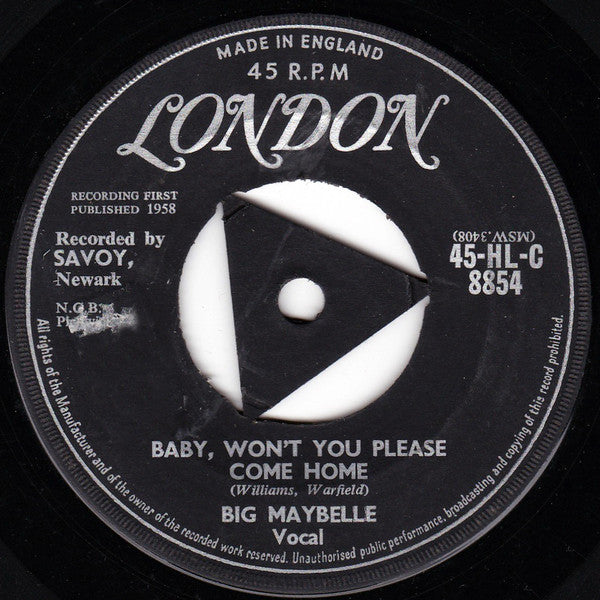 MADE IN ENGLAND
45 R.P.M
LONDON
RECORDING FIRST
PUBLISHED 1958
Recorded by
SAVOY,
Newark
N.C.B.
45-HL-C
8854
(MSW.3408)
BABY, WON'T YOU PLEASE
COME HOME
(Williams, Warfield)
BIG MAYBELLE
Vocal
All rights of the Manufacturer and of the owner of the recorded work reserved. Unauthorised public performance, broadcasting and copying of this record prohibited.